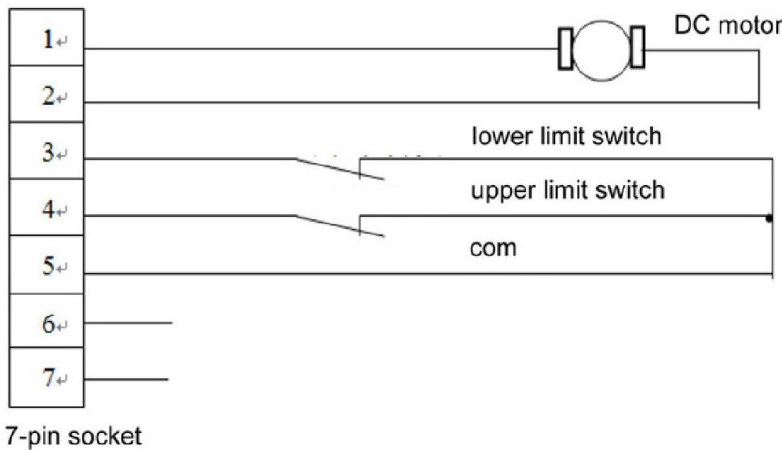 DC motor
1↵
2↵
lower limit switch
3↵
upper limit switch
4↵
com
5↵
6↵
7↵
7-pin socket